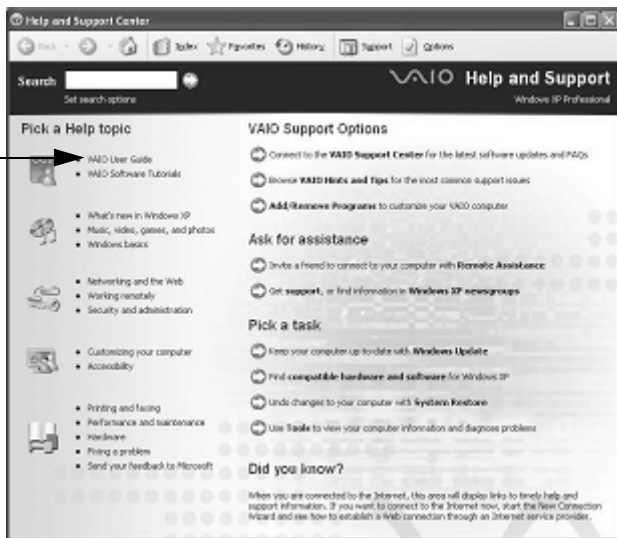 Help and Support Center
Back
Index
Favorites
History
Support
Options
Search
Set search options
VAIO Help and Support
Windows XP Professional
Pick a Help topic
VAIO User Guide
VAIO Software Tutorials
What's new in Windows XP
Music, video, games, and photos
Windows basics
Networking and the Web
Working remotely
Security and administration
Customizing your computer
Accessibility
Printing and faxing
Performance and maintenance
Hardware
Fixing a problem
Send your feedback to Microsoft
VAIO Support Options
Connect to the VAIO Support Center for the latest software updates and FAQs
Browse VAIO Hints and Tips for the most common support issues
Add/Remove Programs to customize your VAIO computer
Ask for assistance
Invite a friend to connect to your computer with Remote Assistance
Get support, or find information in Windows XP newsgroups
Pick a task
Keep your computer up-to-date with Windows Update
Find compatible hardware and software for Windows XP
Undo changes to your computer with System Restore
Use Tools to view your computer information and diagnose problems
Did you know?
When you are connected to the Internet, this area will display links to timely help and
support information. If you want to connect to the Internet now, start the New Connection
Wizard and see how to establish a Web connection through an Internet service provider.